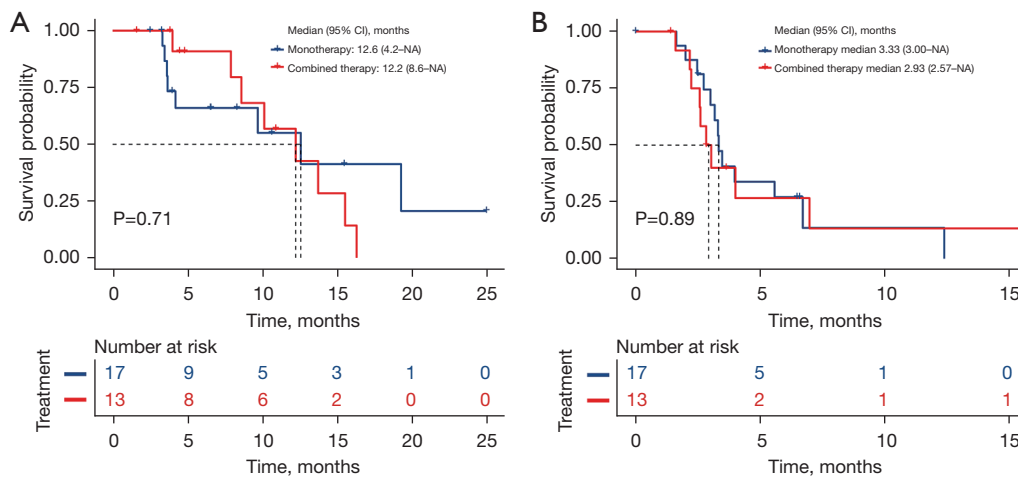 A
Median (95% CI), months
Monotherapy: 12.6 (4.2–NA)
Combined therapy: 12.2 (8.6–NA)
Survival probability
1.00
0.75
0.50
0.25
0.00
P=0.71
0 5 10 15 20 25
Time, months
Number at risk
Treatment
17 9 5 3 1 0
13 8 6 2 0 0
0 5 10 15 20 25
Time, months
B
Median (95% CI), months
Monotherapy median 3.33 (3.00–NA)
Combined therapy median 2.93 (2.57–NA)
Survival probability
1.00
0.75
0.50
0.25
0.00
P=0.89
0 5 10 15
Time, months
Number at risk
Treatment
17 5 1 0
13 2 1 1
0 5 10 15
Time, months